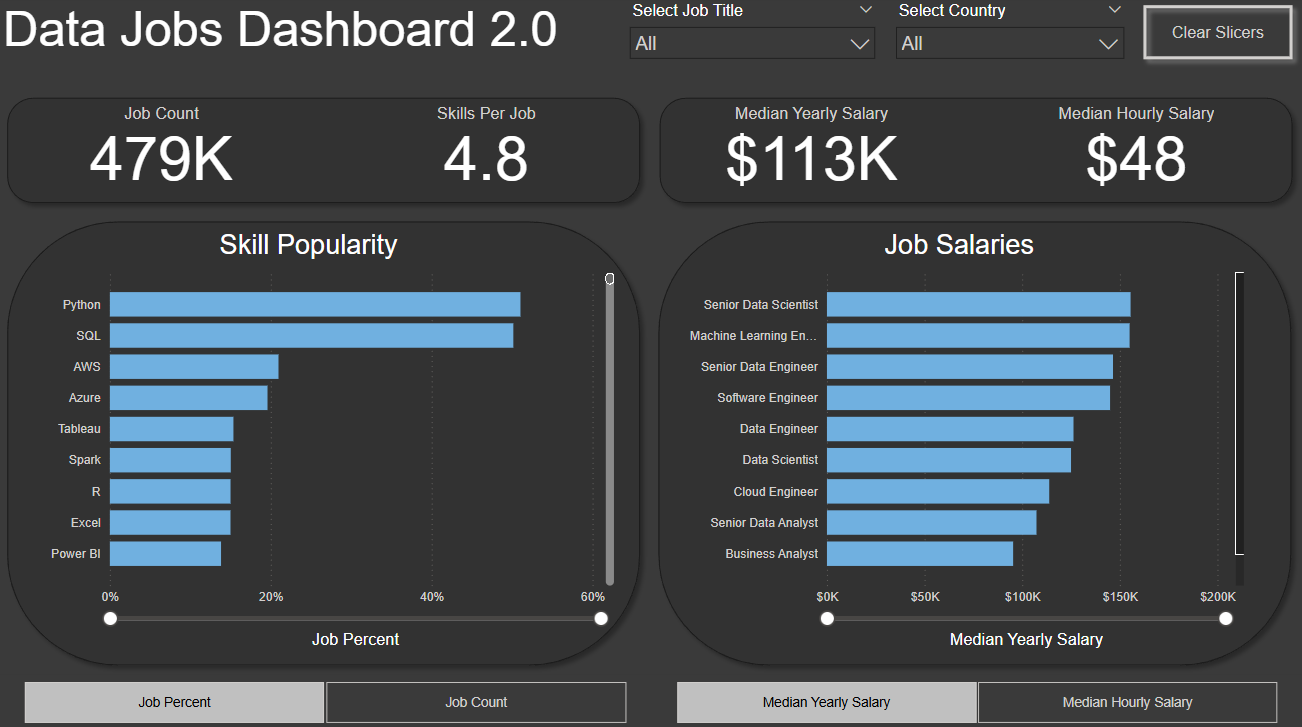 Data Jobs Dashboard 2.0
Select Job Title
All
Select Country
All
Clear Slicers
Job Count
479K
Skills Per Job
4.8
Median Yearly Salary
$113K
Median Hourly Salary
$48
Skill Popularity
Python
SQL
AWS
Azure
Tableau
Spark
R
Excel
Power BI
0% 20% 40% 60%
Job Percent
Job Percent
Job Count
Job Salaries
Senior Data Scientist
Machine Learning En...
Senior Data Engineer
Software Engineer
Data Engineer
Data Scientist
Cloud Engineer
Senior Data Analyst
Business Analyst
$0K $50K $100K $150K $200K
Median Yearly Salary
Median Yearly Salary
Median Hourly Salary